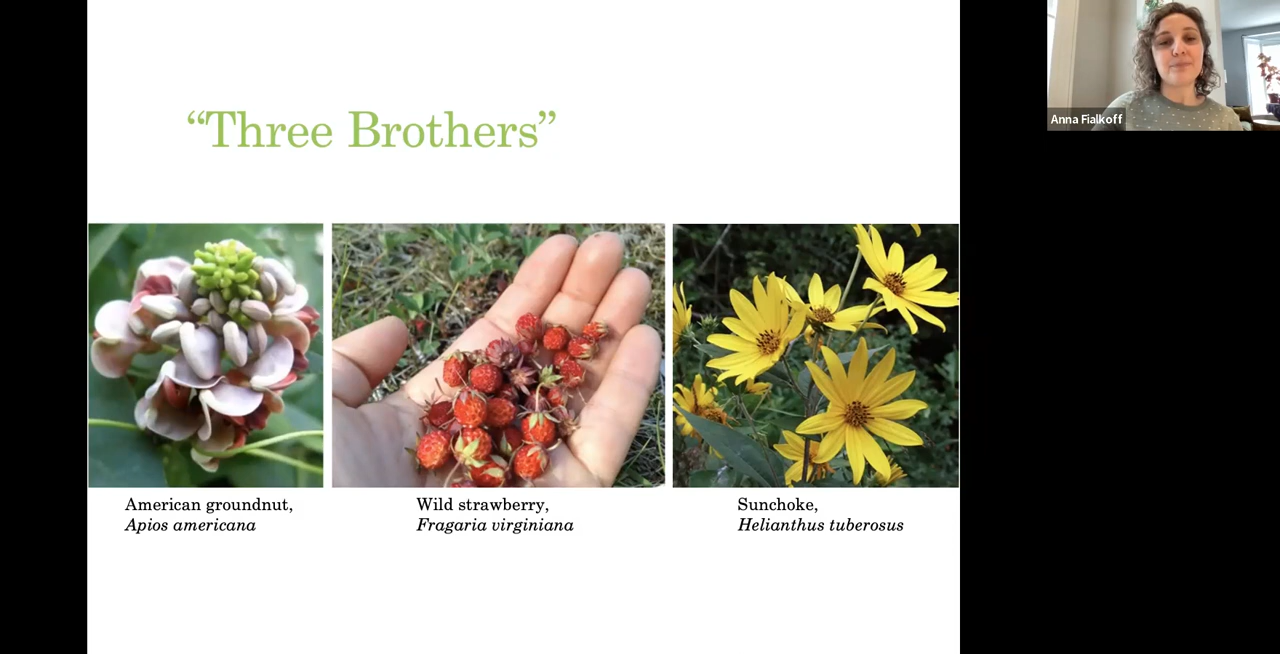 Anna Fialkoff
“Three Brothers”
American groundnut,
Apios americana
Wild strawberry,
Fragaria virginiana
Sunchoke,
Helianthus tuberosus